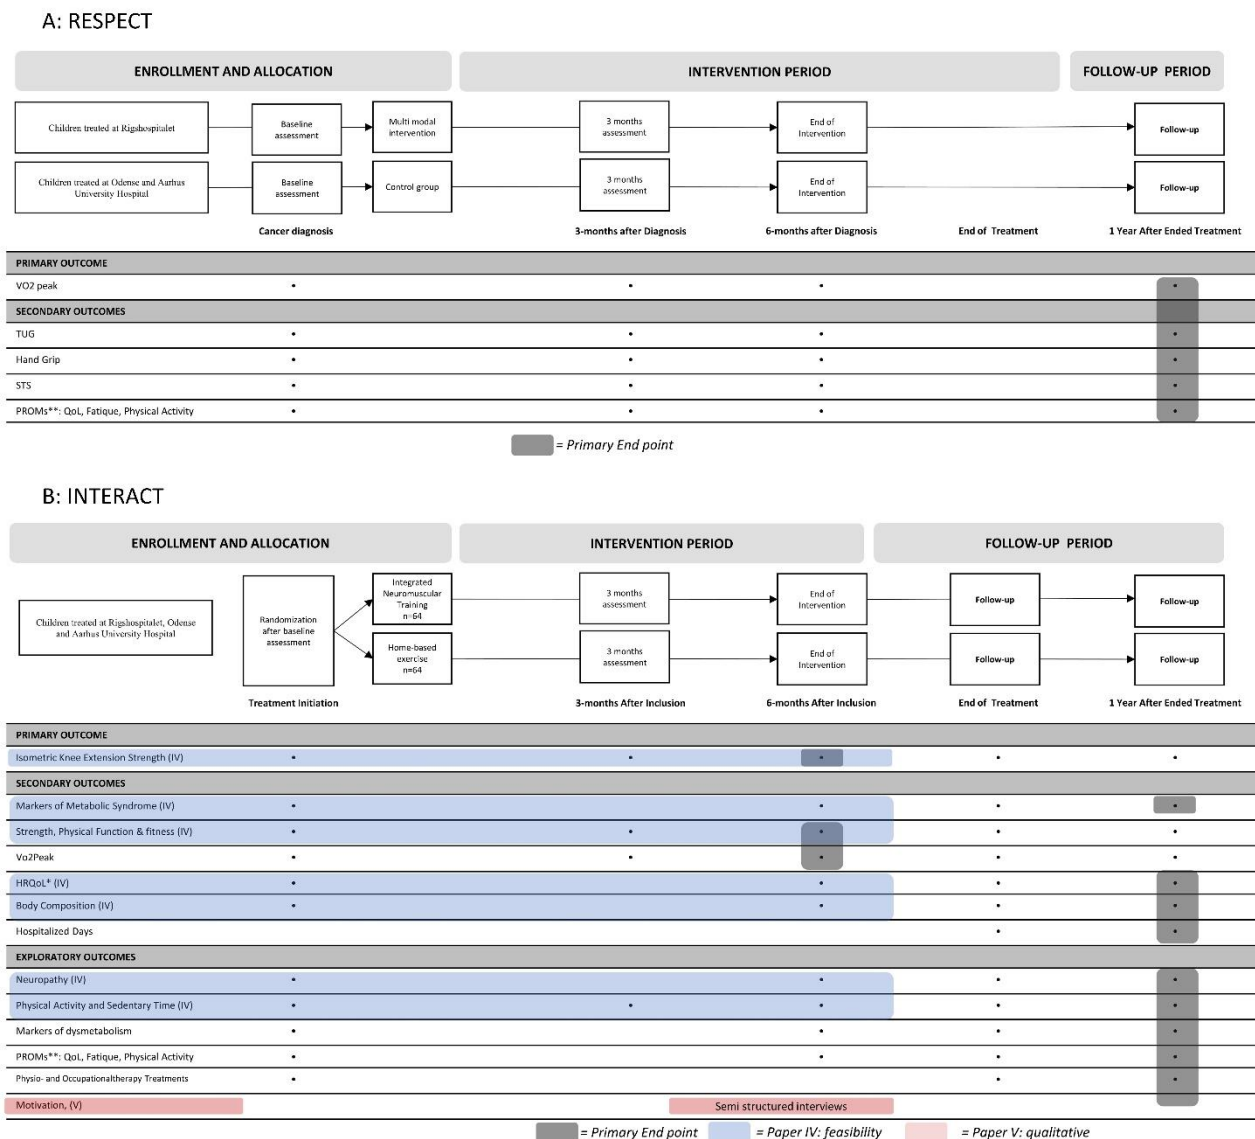 A: RESPECT
ENROLLMENT AND ALLOCATION
INTERVENTION PERIOD
FOLLOW-UP PERIOD
Children treated at Rigshospitalet
Baseline
assessment
Multi modal
intervention
3 months
assessment
End of
Intervention
Follow-up
Children treated at Odense and Aarhus
University Hospital
Baseline
assessment
Control group
3 months
assessment
End of
Intervention
Follow-up
Cancer diagnosis
3-months after Diagnosis
6-months after Diagnosis
End of Treatment
1 Year After Ended Treatment
PRIMARY OUTCOME
VO2 peak
SECONDARY OUTCOMES
TUG
Hand Grip
STS
PROMs**: QoL, Fatique, Physical Activity
= Primary End point
B: INTERACT
ENROLLMENT AND ALLOCATION
INTERVENTION PERIOD
FOLLOW-UP PERIOD
Children treated at Rigshospitalet, Odense
and Aarhus University Hospital
Randomization
after baseline
assessment
Integrated
Neuromuscular
Training
n=64
3 months
assessment
End of
Intervention
Follow-up
Follow-up
Home-based
exercise
n=64
3 months
assessment
End of
Intervention
Follow-up
Follow-up
Treatment Initiation
3-months After Inclusion
6-months After Inclusion
End of Treatment
1 Year After Ended Treatment
PRIMARY OUTCOME
Isometric Knee Extension Strength (IV)
SECONDARY OUTCOMES
Markers of Metabolic Syndrome (IV)
Strength, Physical Function & fitness (IV)
Vo2Peak
HRQoL* (IV)
Body Composition (IV)
Hospitalized Days
EXPLORATORY OUTCOMES
Neuropathy (IV)
Physical Activity and Sedentary Time (IV)
Markers of dysmetabolism
PROMs**: QoL, Fatique, Physical Activity
Physio- and Occupationaltherapy Treatments
Motivation, (V)
Semi structured interviews
= Primary End point
= Paper IV: feasibility
= Paper V: qualitative